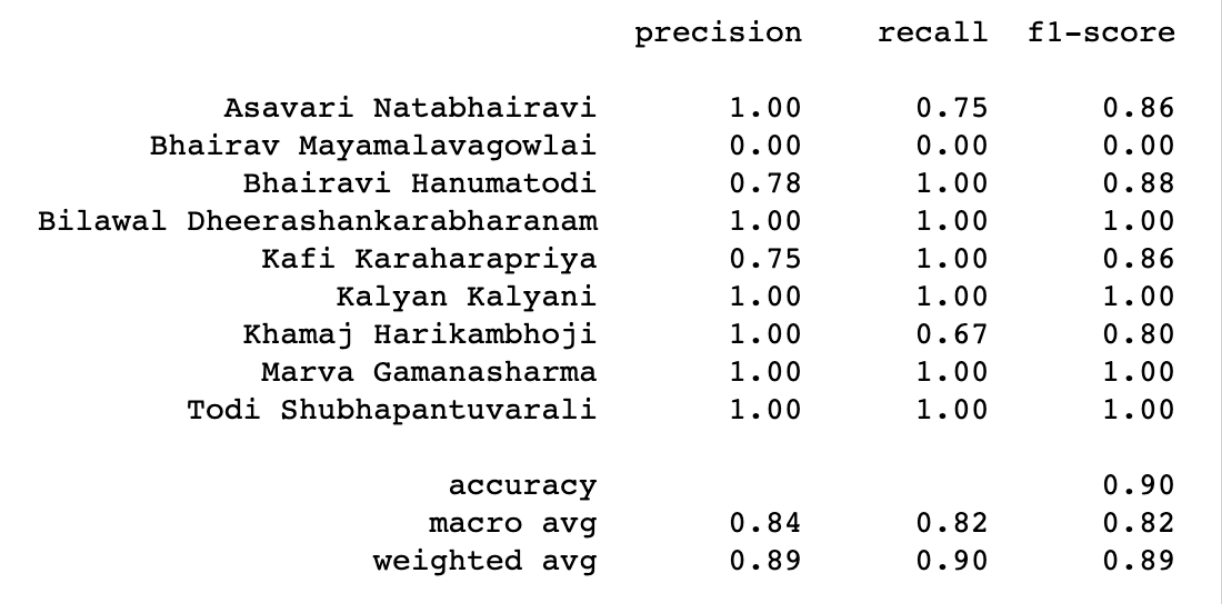 precision recall f1-score
Asavari Natabhairavi 1.00 0.75 0.86
Bhairav Mayamalavagowlai 0.00 0.00 0.00
Bhairavi Hanumatodi 0.78 1.00 0.88
Bilawal Dheerashankarabharanam 1.00 1.00 1.00
Kafi Karaharapriya 0.75 1.00 0.86
Kalyan Kalyani 1.00 1.00 1.00
Khamaj Harikambhoji 1.00 0.67 0.80
Marva Gamanasharma 1.00 1.00 1.00
Todi Shubhapantuvarali 1.00 1.00 1.00
accuracy 0.90
macro avg 0.84 0.82 0.82
weighted avg 0.89 0.90 0.89